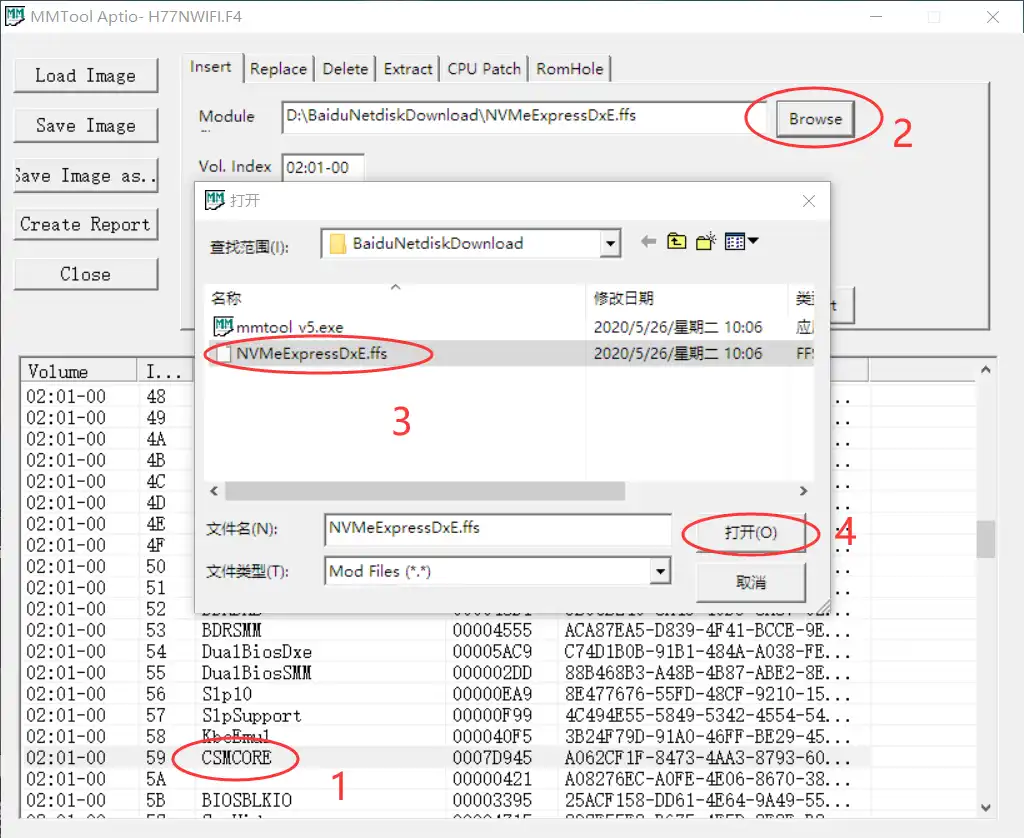 MMTool Aptio- H77NWIFI.F4
Load Image
Save Image
Save Image as..
Create Report
Close
Insert Replace Delete Extract CPU Patch RomHole
Module D:\BaiduNetdiskDownload\NVMeExpressDxE.ffs Browse 2
Vol. Index 02:01-00
打开
查找范围(I): BaiduNetdiskDownload
名称 修改日期
mmtool_v5.exe 2020/5/26/星期二 10:06
NVMeExpressDxE.ffs 2020/5/26/星期二 10:06
3
文件名(N): NVMeExpressDxE.ffs 打开(O) 4
文件类型(T): Mod Files (*.*) 取消
Volume I...
02:01-00 48
02:01-00 49
02:01-00 4A
02:01-00 4B
02:01-00 4C
02:01-00 4D
02:01-00 4E
02:01-00 4F
02:01-00 50
02:01-00 51
02:01-00 52
02:01-00 53 BDRSMM 00004555 ACA87EA5-D839-4F41-BCCE-9E...
02:01-00 54 DualBiosDxe 00005AC9 C74D1B0B-91B1-484A-A038-FE...
02:01-00 55 DualBiosSMM 000002DD 88B468B3-A48B-4B87-ABE2-8E...
02:01-00 56 Slp10 00000EA9 8E477676-55FD-48CF-9210-15...
02:01-00 57 SlpSupport 00000F99 4C494E55-5849-5342-4554-54...
02:01-00 58 KbcEmul 000040F5 3B24F79D-91A0-46FF-BE29-45...
02:01-00 59 CSMCORE 0007D945 A062CF1F-8473-4AA3-8793-60...
1
02:01-00 5A 00000421 A08276EC-A0FE-4E06-8670-38...
02:01-00 5B BIOSBLKIO 00003395 25ACF158-DD61-4E64-9A49-55...